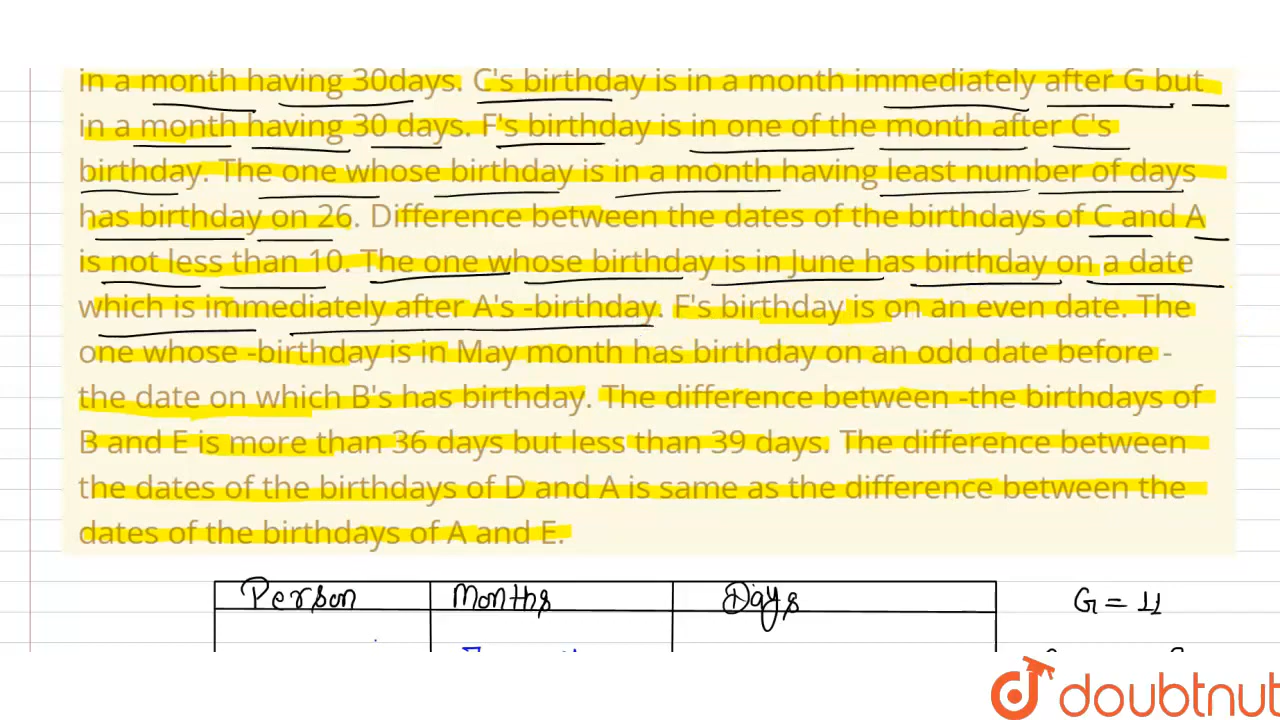 in a month having 30days. C's birthday is in a month immediately after G but
in a month having 30 days. F's birthday is in one of the month after C's
birthday. The one whose birthday is in a month having least number of days
has birthday on 26. Difference between the dates of the birthdays of C and A
is not less than 10. The one whose birthday is in June has birthday on a date
which is immediately after A's -birthday. F's birthday is on an even date. The
one whose -birthday is in May month has birthday on an odd date before -
the date on which B's has birthday. The difference between -the birthdays of
B and E is more than 36 days but less than 39 days. The difference between
the dates of the birthdays of D and A is same as the difference between the
dates of the birthdays of A and E.
Person Months Days G = 11
doubtnut